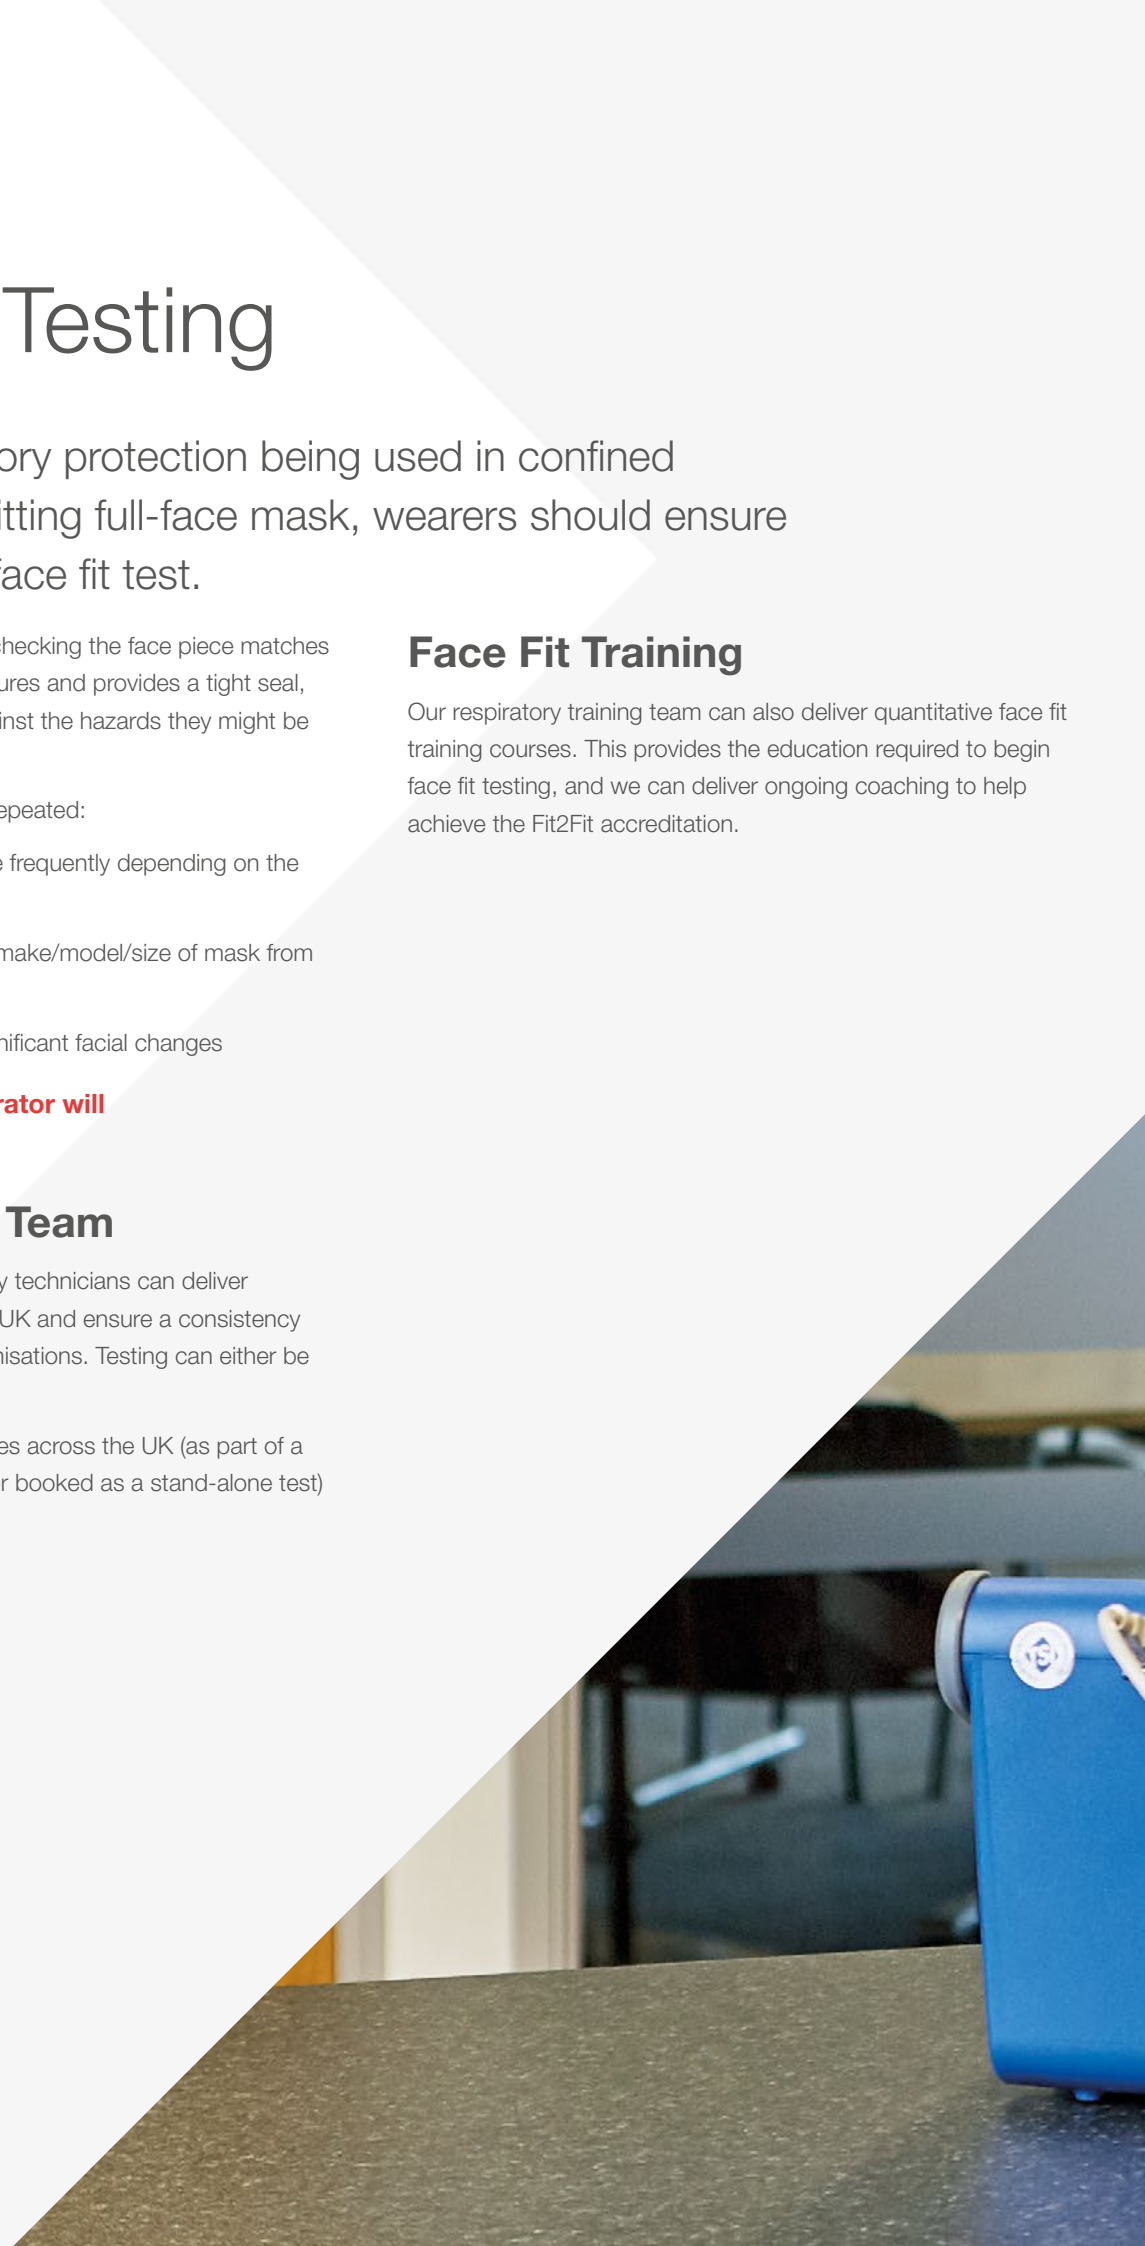 Testing
ory protection being used in confined
itting full-face mask, wearers should ensure
face fit test.
checking the face piece matches
ures and provides a tight seal,
inst the hazards they might be
epeated:
e frequently depending on the
make/model/size of mask from
nificant facial changes
rator will
Team
y technicians can deliver
UK and ensure a consistency
nisations. Testing can either be
es across the UK (as part of a
r booked as a stand-alone test)
Face Fit Training
Our respiratory training team can also deliver quantitative face fit
training courses. This provides the education required to begin
face fit testing, and we can deliver ongoing coaching to help
achieve the Fit2Fit accreditation.
TSI